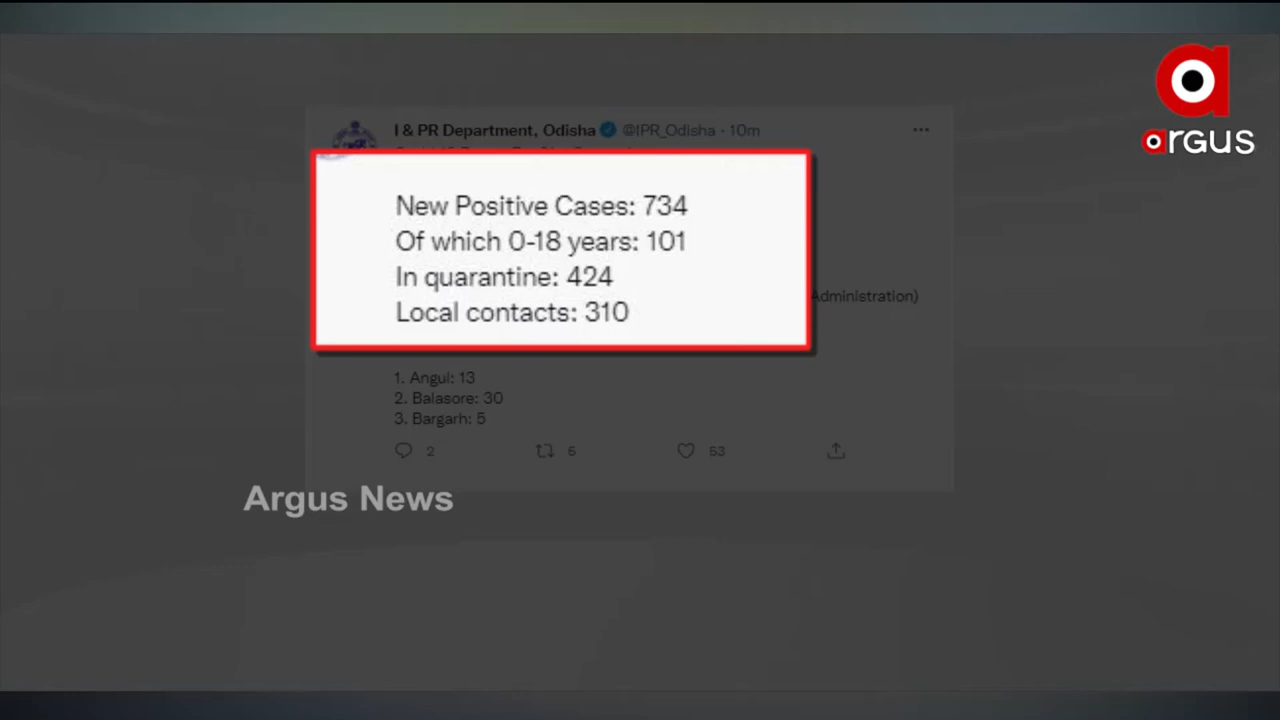 argus
I & PR Department, Odisha @IPR_Odisha · 10m
New Positive Cases: 734
Of which 0-18 years: 101
In quarantine: 424
Administration)
Local contacts: 310
1. Angul: 13
2. Balasore: 30
3. Bargarh: 5
2 5 53
Argus News